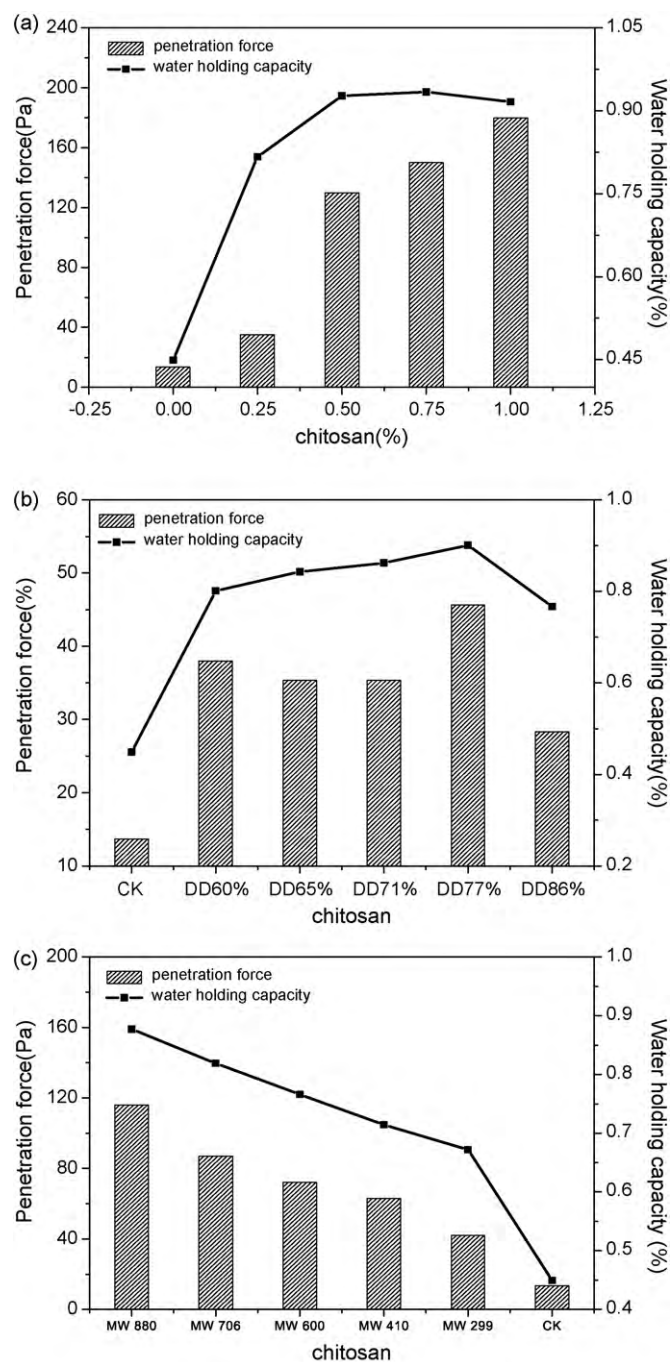 (a)
240
200
160
120
80
40
0
Penetration force(Pa)
penetration force
water holding capacity
1.05
0.90
0.75
0.60
0.45
Water holding capacity(%)
-0.25 0.00 0.25 0.50 0.75 1.00 1.25
chitosan(%)
(b)
60
50
40
30
20
10
Penetration force(%)
penetration force
water holding capacity
1.0
0.8
0.6
0.4
0.2
Water holding capacity(%)
CK DD60% DD65% DD71% DD77% DD86%
chitosan
(c)
200
160
120
80
40
0
Penetration force(Pa)
penetration force
water holding capacity
1.0
0.9
0.8
0.7
0.6
0.5
0.4
Water holding capacity (%)
MW 880 MW 706 MW 600 MW 410 MW 299 CK
chitosan